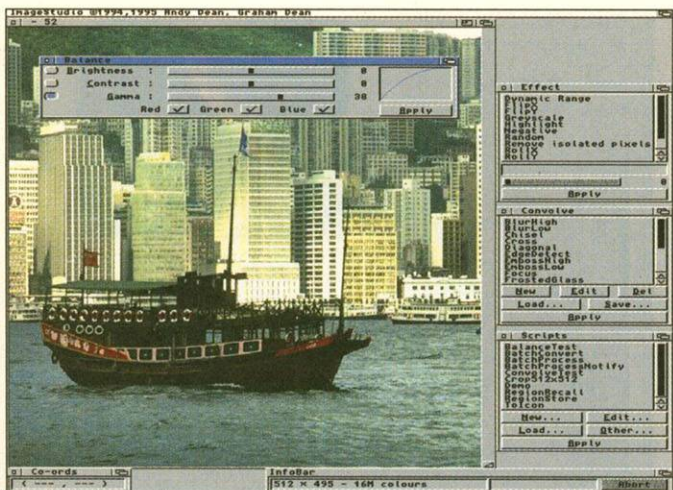 ImageStudio ©1994,1995 Andy Dean, Graham Dean
- 52
Balance
Brightness : 0
Contrast : 0
Gamma : 38
Red Green Blue
Apply
Effect
Dynamic Range
FlipX
FlipY
Greyscale
Highlight
Negative
Random
Remove isolated pixels
RollX
RollY
0
Apply
Convolve
BlurHigh
BlurLow
Chisel
Cross
Diagonal
EdgeDetect
EmbossHigh
EmbossLow
Focus
FrostedGlass
New Edit Del
Load... Save...
Apply
Scripts
BalanceTest
BatchConvert
BatchProcess
BatchProcessNotify
ConvolveTest
Crop512x512
Demo
RegionRecall
RegionStore
ToIcon
New... Edit...
Load... Other...
Apply
Co-ords
< --- , --- >
InfoBar
512 × 495 - 16M colours
Abort